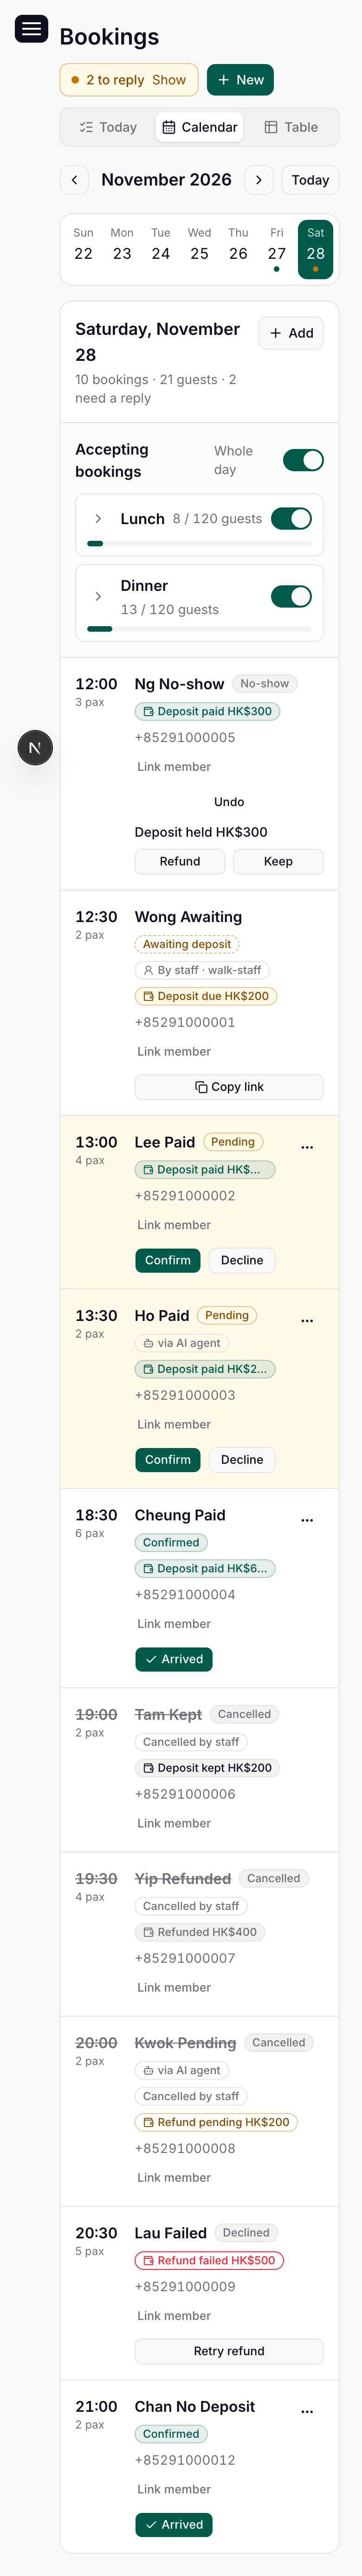 Bookings
2 to reply Show
New
Today
Calendar
Table
November 2026
Today
Sun Mon Tue Wed Thu Fri Sat
22 23 24 25 26 27 28
Saturday, November
28
Add
10 bookings · 21 guests · 2
need a reply
Accepting
bookings
Whole
day
Lunch 8 / 120 guests
Dinner
13 / 120 guests
12:00 Ng No-show No-show
3 pax
Deposit paid HK$300
+85291000005
N
Link member
Undo
Deposit held HK$300
Refund Keep
12:30 Wong Awaiting
2 pax
Awaiting deposit
By staff · walk-staff
Deposit due HK$200
+85291000001
Link member
Copy link
13:00 Lee Paid Pending ...
4 pax
Deposit paid HK$...
+85291000002
Link member
Confirm Decline
13:30 Ho Paid Pending ...
2 pax
via AI agent
Deposit paid HK$2...
+85291000003
Link member
Confirm Decline
18:30 Cheung Paid ...
6 pax
Confirmed
Deposit paid HK$6...
+85291000004
Link member
Arrived
19:00 Tam Kept Cancelled
2 pax
Cancelled by staff
Deposit kept HK$200
+85291000006
Link member
19:30 Yip Refunded Cancelled
4 pax
Cancelled by staff
Refunded HK$400
+85291000007
Link member
20:00 Kwok Pending Cancelled
2 pax
via AI agent
Cancelled by staff
Refund pending HK$200
+85291000008
Link member
20:30 Lau Failed Declined
5 pax
Refund failed HK$500
+85291000009
Link member
Retry refund
21:00 Chan No Deposit ...
2 pax
Confirmed
+85291000012
Link member
Arrived